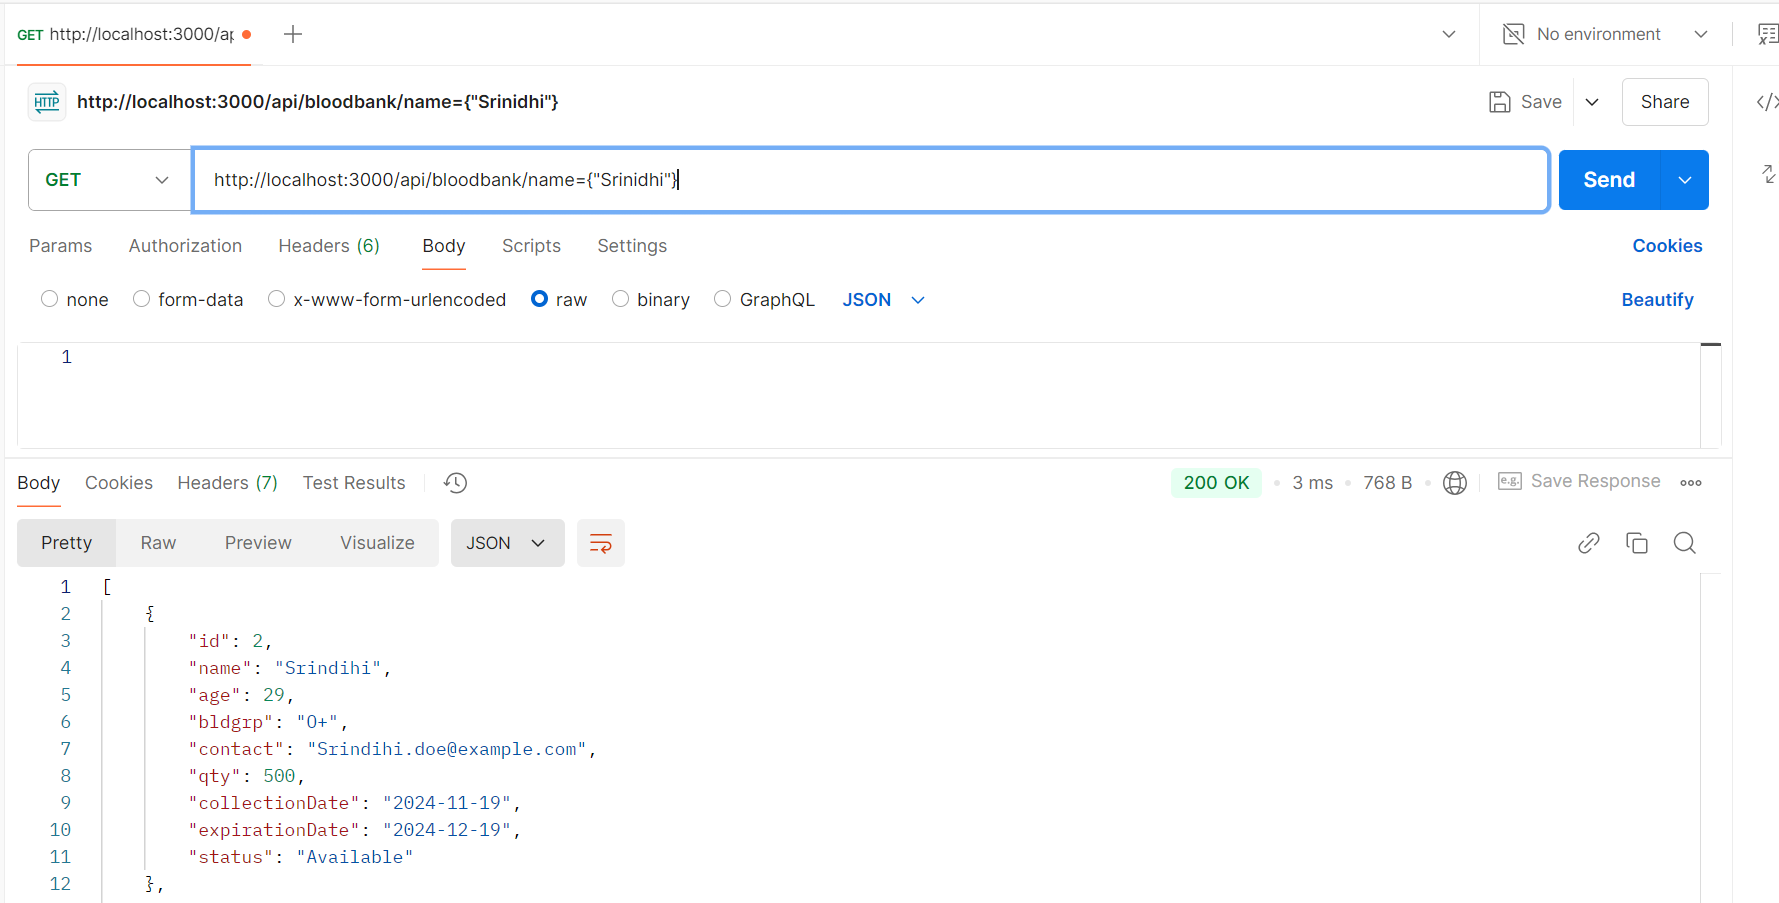 GET http://localhost:3000/ap
No environment
HTTP http://localhost:3000/api/bloodbank/name={"Srinidhi"}
Save
Share
GET http://localhost:3000/api/bloodbank/name={"Srinidhi"}
Send
Params Authorization Headers (6) Body Scripts Settings Cookies
none form-data x-www-form-urlencoded raw binary GraphQL JSON Beautify
1
Body Cookies Headers (7) Test Results 200 OK 3 ms 768 B e.g. Save Response
Pretty Raw Preview Visualize JSON
1 [
2 {
3 "id": 2,
4 "name": "Srindihi",
5 "age": 29,
6 "bldgrp": "O+",
7 "contact": "Srindihi.doe@example.com",
8 "qty": 500,
9 "collectionDate": "2024-11-19",
10 "expirationDate": "2024-12-19",
11 "status": "Available"
12 },